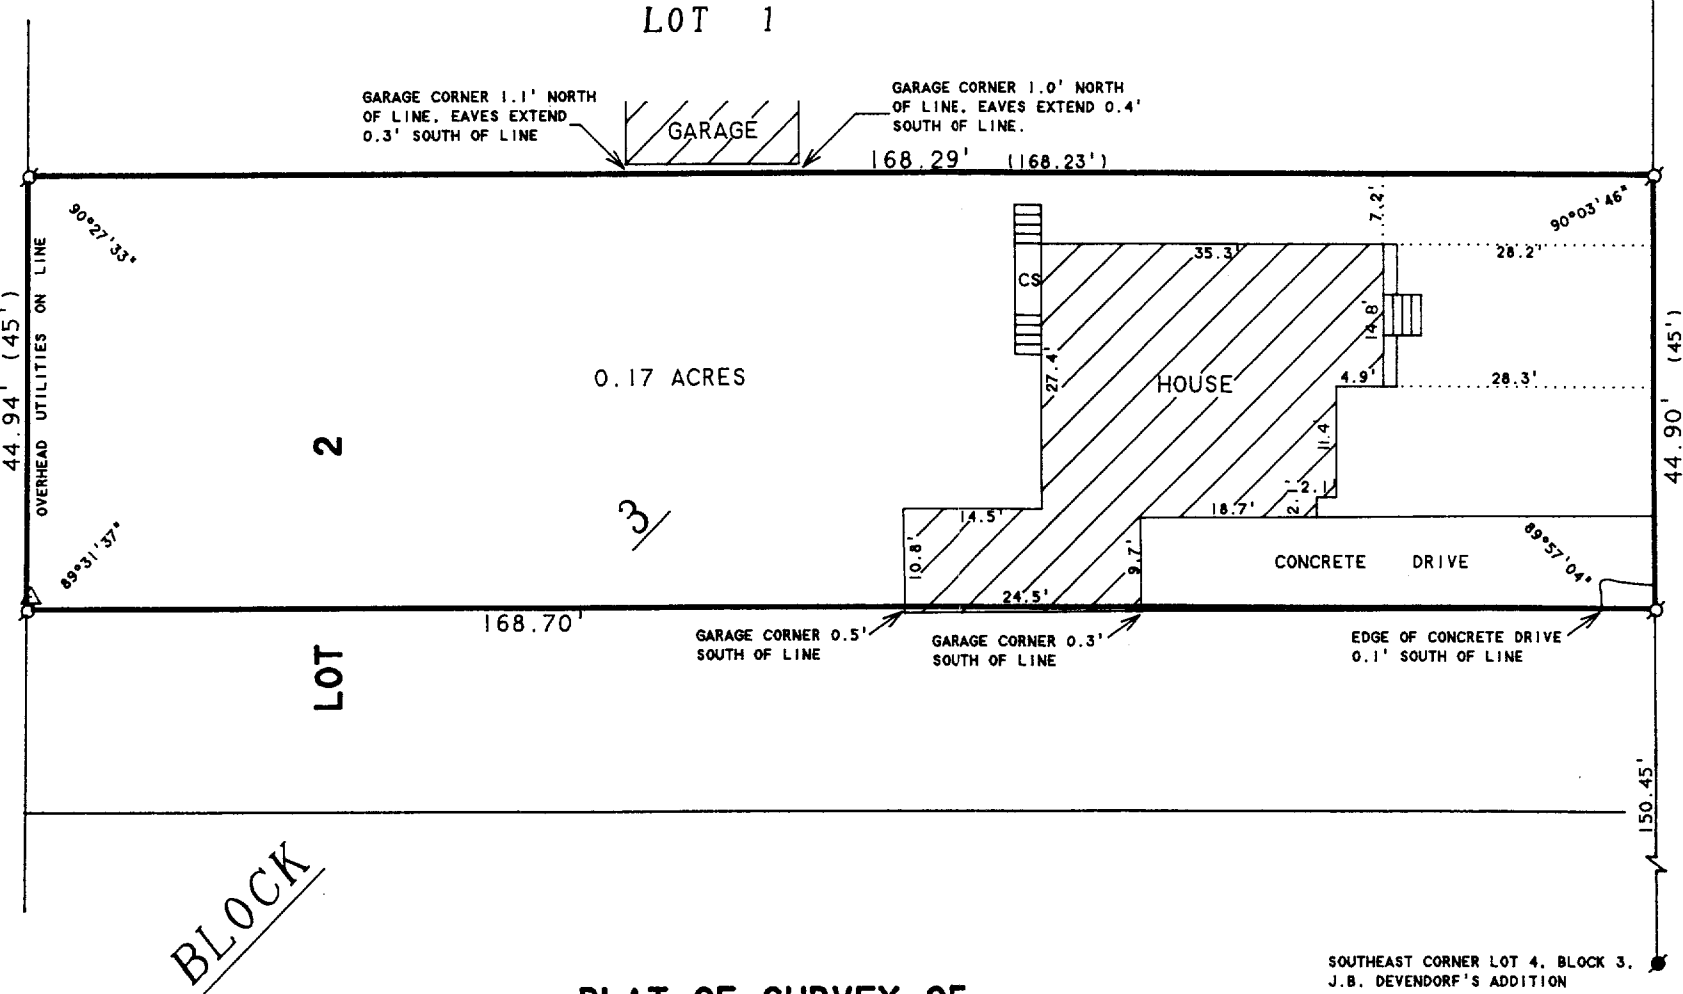 LOT 1
GARAGE CORNER 1.1' NORTH
OF LINE. EAVES EXTEND
0.3' SOUTH OF LINE
GARAGE
GARAGE CORNER 1.0' NORTH
OF LINE. EAVES EXTEND 0.4'
SOUTH OF LINE.
168.29' (168.23')
90°27'33"
90°03'46"
7.2'
35.3'
28.2'
CS
14.8'
44.94' (45')
OVERHEAD UTILITIES ON LINE
0.17 ACRES
27.4'
HOUSE
4.9'
28.3'
44.90' (45')
11.4'
2
3
2.1'
2.
18.7'
14.5'
10.8'
9.7'
89°31'37"
CONCRETE DRIVE
89°57'04"
24.5'
168.70'
GARAGE CORNER 0.5'
SOUTH OF LINE
GARAGE CORNER 0.3'
SOUTH OF LINE
EDGE OF CONCRETE DRIVE
0.1' SOUTH OF LINE
LOT
150.45'
BLOCK
SOUTHEAST CORNER LOT 4, BLOCK 3,
J.B. DEVENDORF'S ADDITION
PLAT OF SURVEY OF